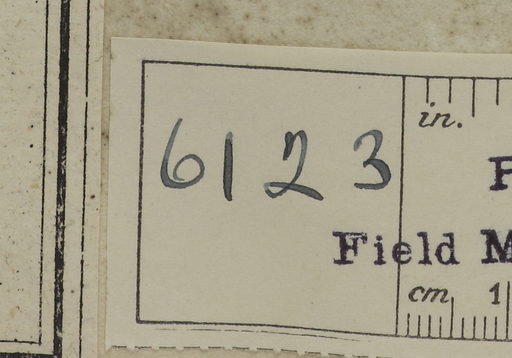 in.
6123
Field M
cm 1